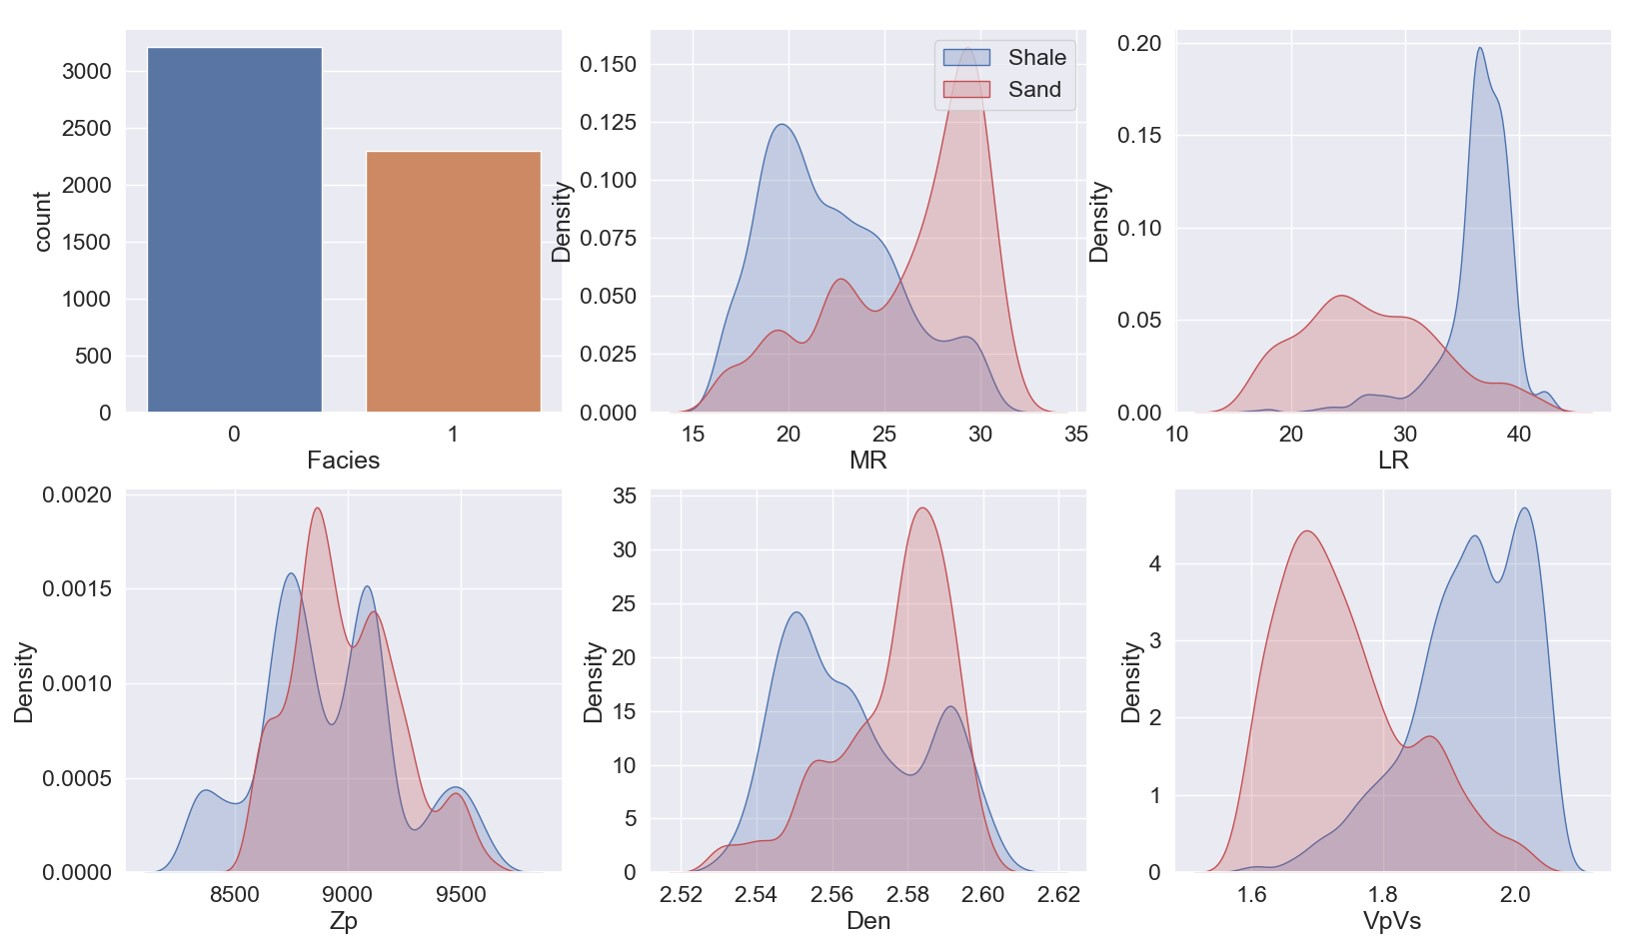 count
3000
2500
2000
1500
1000
500
0
0 1
Facies
Density
0.150
0.125
0.100
0.075
0.050
0.025
0.000
15 20 25 30 35
MR
Shale
Sand
Density
0.20
0.15
0.10
0.05
0.00
10 20 30 40
LR
Density
0.0020
0.0015
0.0010
0.0005
0.0000
8500 9000 9500
Zp
Density
35
30
25
20
15
10
5
0
2.52 2.54 2.56 2.58 2.60 2.62
Den
Density
4
3
2
1
0
1.6 1.8 2.0
VpVs